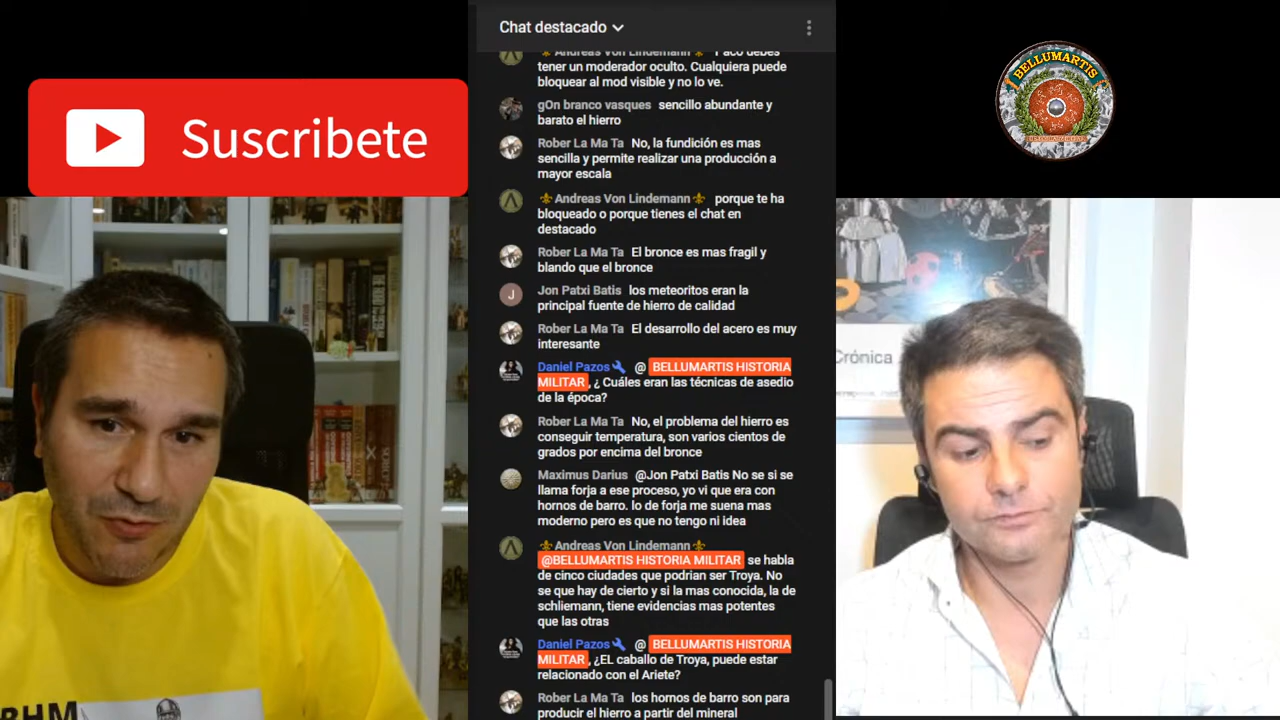 Suscribete
Chat destacado
Andreas Von Lindemann Paco debes
tener un moderador oculto. Cualquiera puede
bloquear al mod visible y no lo ve.
gOn branco vasques sencillo abundante y
barato el hierro
Rober La Ma Ta No, la fundición es mas
sencilla y permite realizar una producción a
mayor escala
Andreas Von Lindemann porque te ha
bloqueado o porque tienes el chat en
destacado
Rober La Ma Ta El bronce es mas fragil y
blando que el bronce
J Jon Patxi Batis los meteoritos eran la
principal fuente de hierro de calidad
Rober La Ma Ta El desarrollo del acero es muy
interesante
Daniel Pazos @ BELLUMARTIS HISTORIA
MILITAR, ¿ Cuáles eran las técnicas de asedio
de la época?
Rober La Ma Ta No, el problema del hierro es
conseguir temperatura, son varios cientos de
grados por encima del bronce
Maximus Darius @Jon Patxi Batis No se si se
llama forja a ese proceso, yo vi que era con
hornos de barro. lo de forja me suena mas
moderno pero es que no tengo ni idea
Andreas Von Lindemann
@BELLUMARTIS HISTORIA MILITAR se habla
de cinco ciudades que podrian ser Troya. No
se que hay de cierto y si la mas conocida, la de
schliemann, tiene evidencias mas potentes
que las otras
Daniel Pazos @ BELLUMARTIS HISTORIA
MILITAR, ¿EL caballo de Troya, puede estar
relacionado con el Ariete?
Rober La Ma Ta los hornos de barro son para
producir el hierro a partir del mineral
BELLUMARTIS
Crónica
BHM